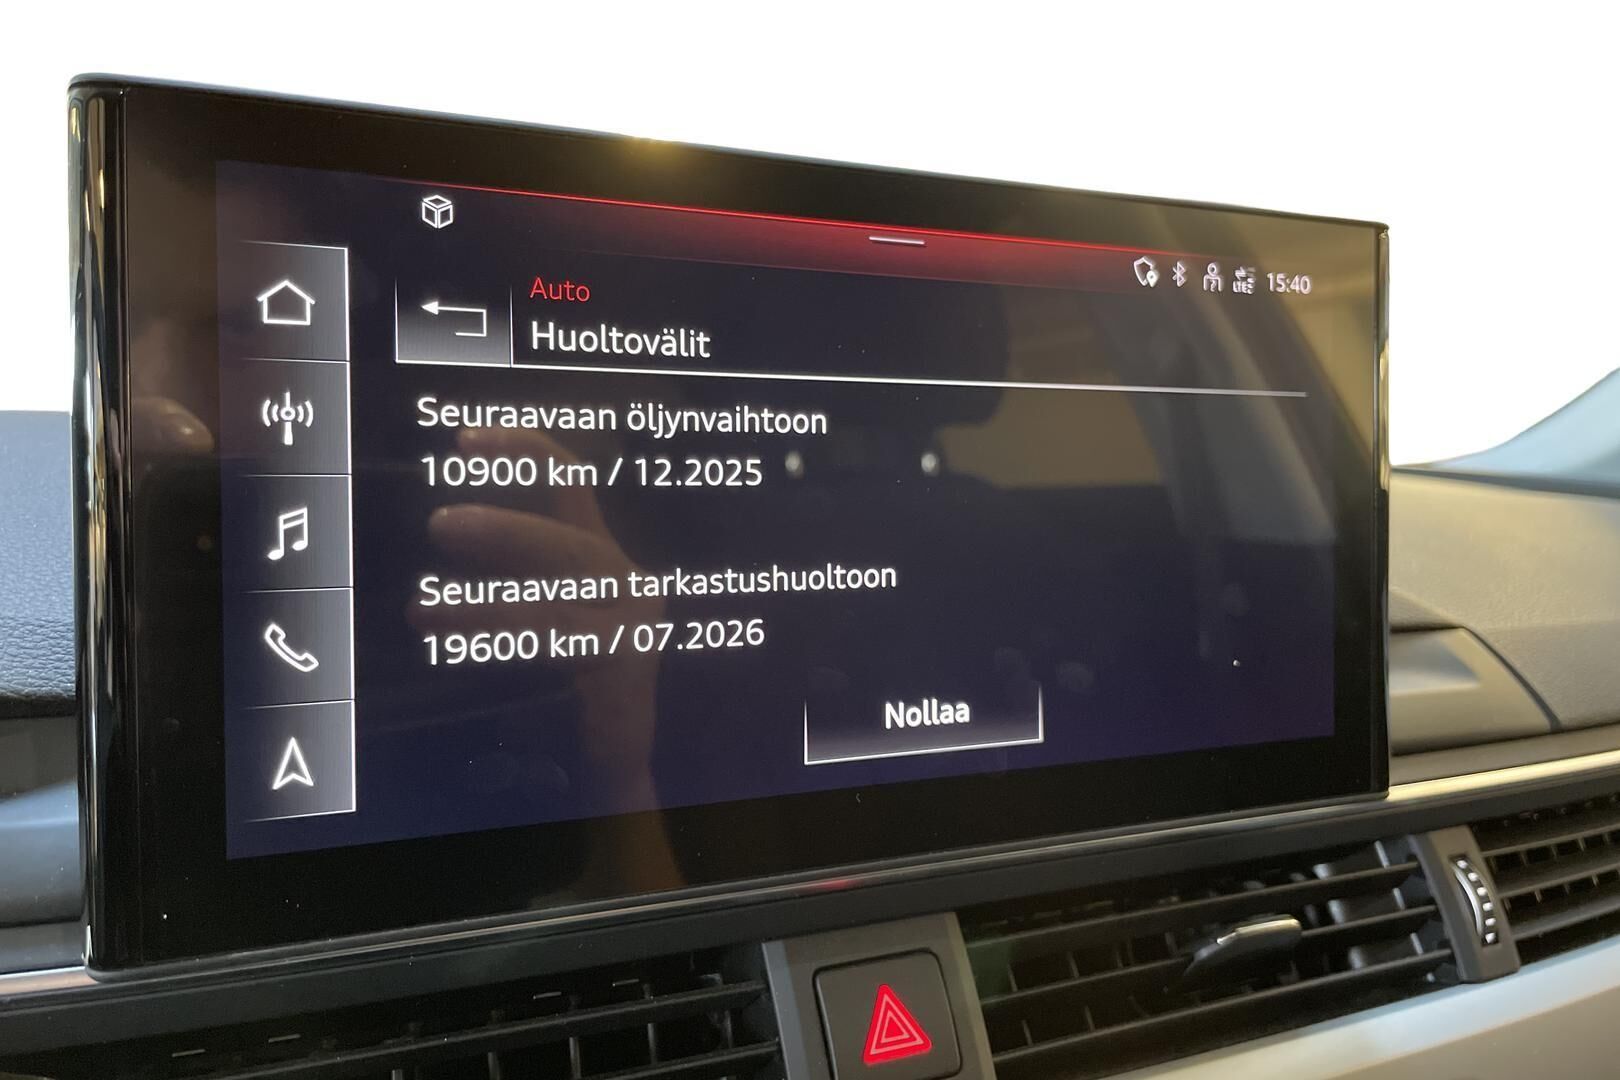 15:40
Auto
Huoltovälit
Seuraavaan öljynvaihtoon
10900 km / 12.2025
Seuraavaan tarkastushuoltoon
19600 km / 07.2026
Nollaa